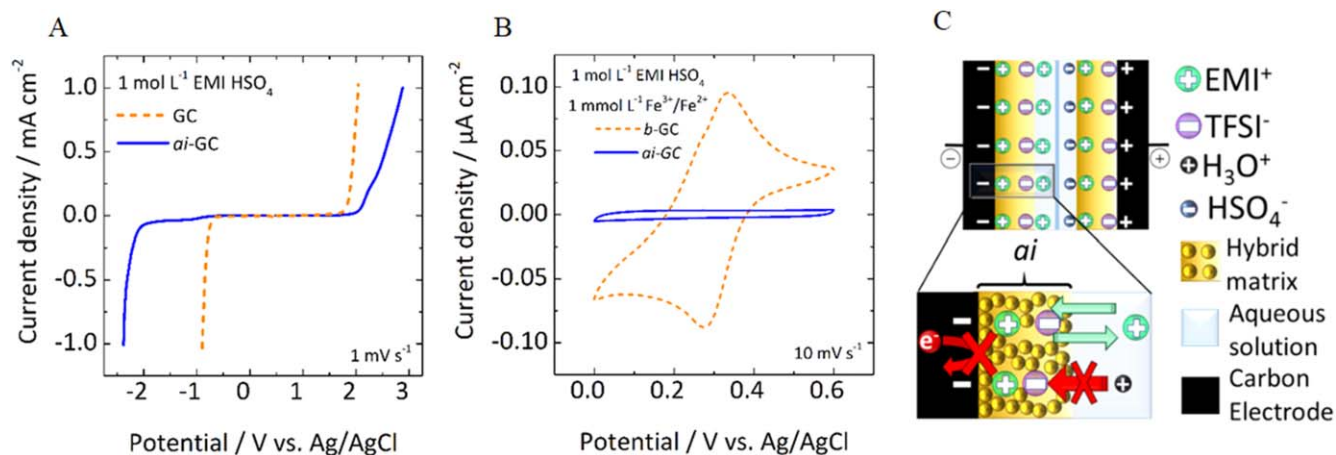 A
1 mol L⁻¹ EMI HSO₄
GC
ai-GC
1.0
0.5
0.0
-0.5
-1.0
-2
-1
0
1
2
3
1 mV s⁻¹
Current density / mA cm⁻²
Potential / V vs. Ag/AgCl
B
1 mol L⁻¹ EMI HSO₄
1 mmol L⁻¹ Fe³⁺/Fe²⁺
b-GC
ai-GC
0.10
0.05
0.00
-0.05
-0.10
0.0
0.2
0.4
0.6
10 mV s⁻¹
Current density / µA cm⁻²
Potential / V vs. Ag/AgCl
C
ai
e⁻
EMI⁺
TFSI⁻
H₃O⁺
HSO₄⁻
Hybrid
matrix
Aqueous
solution
Carbon
Electrode